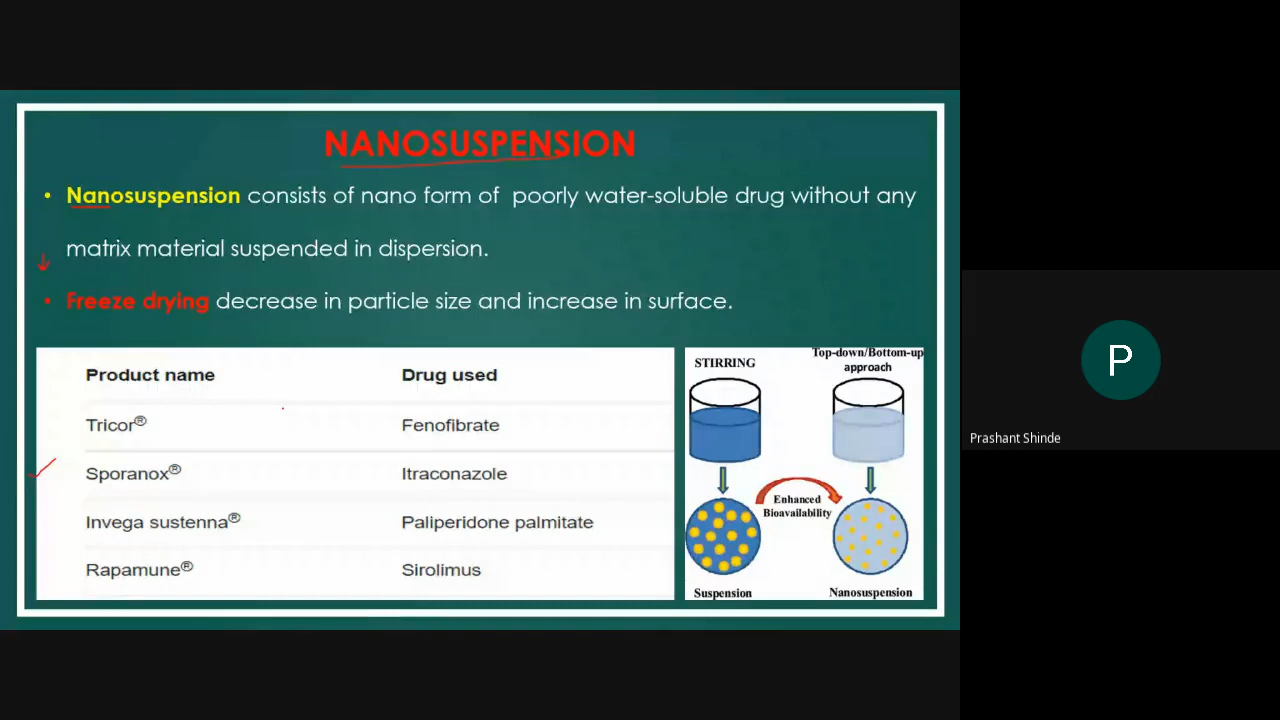 NANOSUSPENSION
• Nanosuspension consists of nano form of poorly water-soluble drug without any
matrix material suspended in dispersion.
• Freeze drying decrease in particle size and increase in surface.
Product name Drug used
Tricor® Fenofibrate
Sporanox® Itraconazole
Invega sustenna® Paliperidone palmitate
Rapamune® Sirolimus
STIRRING
Top-down/Bottom-up
approach
Enhanced
Bioavailability
Suspension
Nanosuspension
P
Prashant Shinde